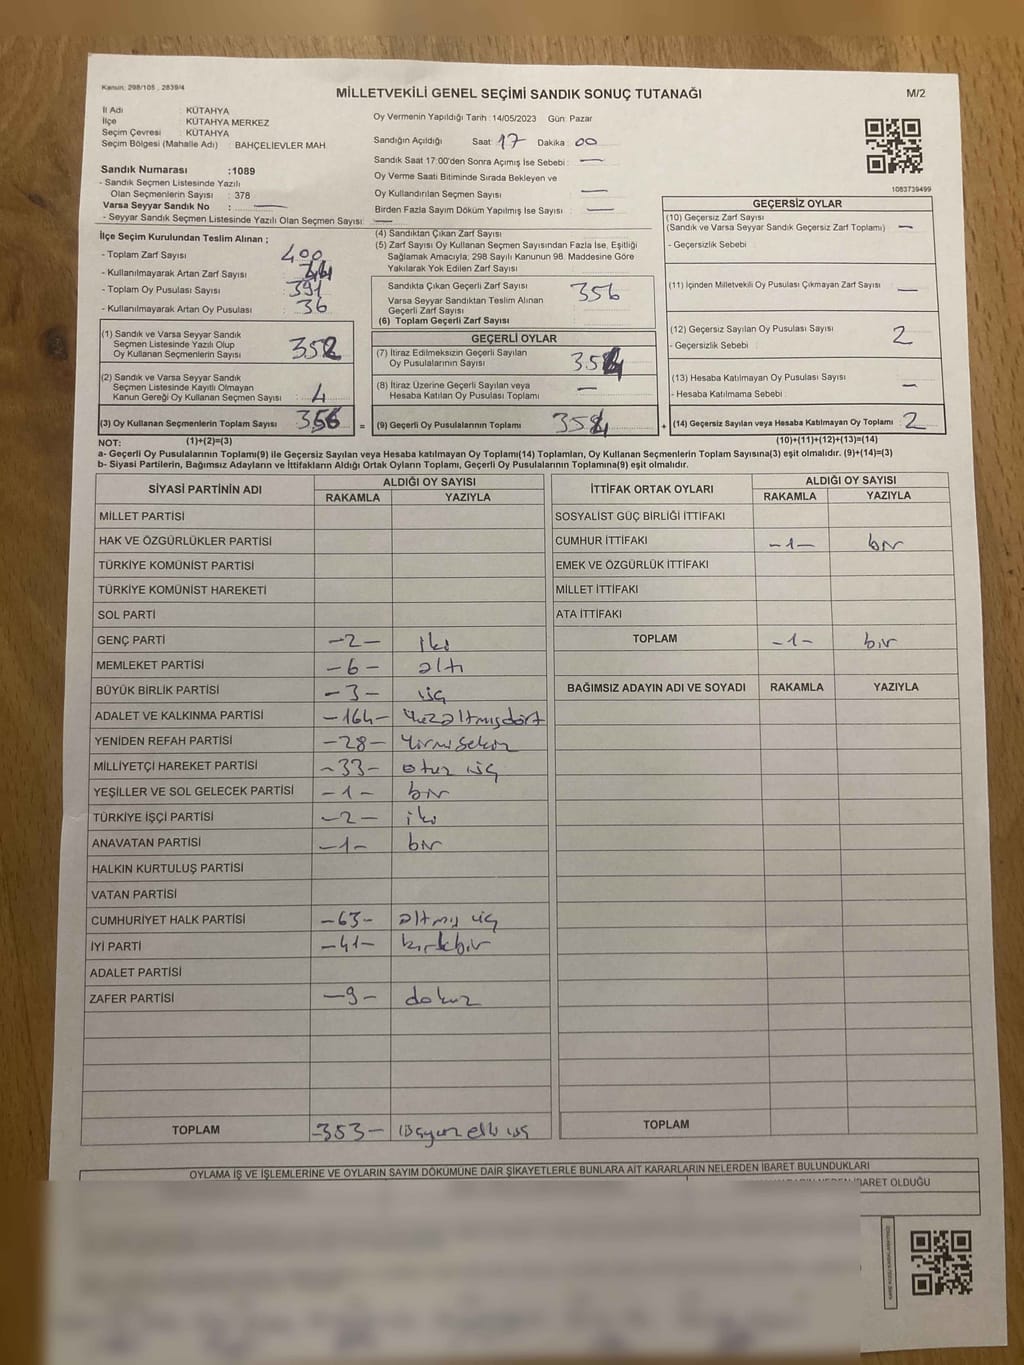 Kanun: 298/105 , 2839/4
MİLLETVEKİLİ GENEL SEÇİMİ SANDIK SONUÇ TUTANAĞI
M/2
İl Adı : KÜTAHYA
İlçe : KÜTAHYA MERKEZ
Seçim Çevresi : KÜTAHYA
Seçim Bölgesi (Mahalle Adı) : BAHÇELİEVLER MAH.
Sandık Numarası :1089
- Sandık Seçmen Listesinde Yazılı
Olan Seçmenlerin Sayısı : 378
Varsa Seyyar Sandık No : —
- Seyyar Sandık Seçmen Listesinde Yazılı Olan Seçmen Sayısı: —
Oy Vermenin Yapıldığı Tarih :14/05/2023 Gün: Pazar
Sandığın Açıldığı Saat: 17 Dakika: 00
Sandık Saat 17:00'den Sonra Açımış İse Sebebi : —
Oy Verme Saati Bitiminde Sırada Bekleyen ve
Oy Kullandırılan Seçmen Sayısı : —
Birden Fazla Sayım Döküm Yapılmış İse Sayısı : —
1083739499
İlçe Seçim Kurulundan Teslim Alınan ;
- Toplam Zarf Sayısı : 400
- Kullanılmayarak Artan Zarf Sayısı : 44
- Toplam Oy Pusulası Sayısı : 391
- Kullanılmayarak Artan Oy Pusulası : 36
(1) Sandık ve Varsa Seyyar Sandık
Seçmen Listesinde Yazılı Olup
Oy Kullanan Seçmenlerin Sayısı : 352
(2) Sandık ve Varsa Seyyar Sandık
Seçmen Listesinde Kayıtlı Olmayan
Kanun Gereği Oy Kullanan Seçmen Sayısı : 4
(3) Oy Kullanan Seçmenlerin Toplam Sayısı : 356
(4) Sandıktan Çıkan Zarf Sayısı :
(5) Zarf Sayısı Oy Kullanan Seçmen Sayısından Fazla İse, Eşitliği
Sağlamak Amacıyla; 298 Sayılı Kanunun 98. Maddesine Göre
Yakılarak Yok Edilen Zarf Sayısı :
Sandıkta Çıkan Geçerli Zarf Sayısı : 356
Varsa Seyyar Sandıktan Teslim Alınan
Geçerli Zarf Sayısı :
(6) Toplam Geçerli Zarf Sayısı :
GEÇERLİ OYLAR
(7) İtiraz Edilmeksizin Geçerli Sayılan
Oy Pusulalarının Sayısı : 354
(8) İtiraz Üzerine Geçerli Sayılan veya
Hesaba Katılan Oy Pusulası Toplamı : —
= (9) Geçerli Oy Pusulalarının Toplamı : 354
GEÇERSİZ OYLAR
(10) Geçersiz Zarf Sayısı
(Sandık ve Varsa Seyyar Sandık Geçersiz Zarf Toplamı) : —
- Geçersizlik Sebebi :
(11) İçinden Milletvekili Oy Pusulası Çıkmayan Zarf Sayısı : —
(12) Geçersiz Sayılan Oy Pusulası Sayısı : 2
- Geçersizlik Sebebi :
(13) Hesaba Katılmayan Oy Pusulası Sayısı : —
- Hesaba Katılmama Sebebi :
+ (14) Geçersiz Sayılan veya Hesaba Katılmayan Oy Toplamı : 2
NOT: (1)+(2)=(3) (10)+(11)+(12)+(13)=(14)
a- Geçerli Oy Pusulalarının Toplamı(9) ile Geçersiz Sayılan veya Hesaba katılmayan Oy Toplamı(14) Toplamları, Oy Kullanan Seçmenlerin Toplam Sayısına(3) eşit olmalıdır. (9)+(14)=(3)
b- Siyasi Partilerin, Bağımsız Adayların ve İttifakların Aldığı Ortak Oyların Toplamı, Geçerli Oy Pusulalarının Toplamına(9) eşit olmalıdır.
SİYASİ PARTİNİN ADI ALDIĞI OY SAYISI
RAKAMLA YAZIYLA
MİLLET PARTİSİ
HAK VE ÖZGÜRLÜKLER PARTİSİ
TÜRKİYE KOMÜNİST PARTİSİ
TÜRKİYE KOMÜNİST HAREKETİ
SOL PARTİ
GENÇ PARTİ -2- iki
MEMLEKET PARTİSİ -6- altı
BÜYÜK BİRLİK PARTİSİ -3- üç
ADALET VE KALKINMA PARTİSİ -164- Yüzaltmışdört
YENİDEN REFAH PARTİSİ -28- Yirmisekiz
MİLLİYETÇİ HAREKET PARTİSİ -33- otuz üç
YEŞİLLER VE SOL GELECEK PARTİSİ -1- bir
TÜRKİYE İŞÇİ PARTİSİ -2- iki
ANAVATAN PARTİSİ -1- bir
HALKIN KURTULUŞ PARTİSİ
VATAN PARTİSİ
CUMHURİYET HALK PARTİSİ -63- altmış üç
İYİ PARTİ -41- kırkbir
ADALET PARTİSİ
ZAFER PARTİSİ -9- dokuz
TOPLAM -353- üçyüz elli üç
İTTİFAK ORTAK OYLARI ALDIĞI OY SAYISI
RAKAMLA YAZIYLA
SOSYALİST GÜÇ BİRLİĞİ İTTİFAKI
CUMHUR İTTİFAKI -1- bir
EMEK VE ÖZGÜRLÜK İTTİFAKI
MİLLET İTTİFAKI
ATA İTTİFAKI
TOPLAM -1- bir
BAĞIMSIZ ADAYIN ADI VE SOYADI RAKAMLA YAZIYLA
TOPLAM
OYLAMA İŞ VE İŞLEMLERİNE VE OYLARIN SAYIM DÖKÜMÜNE DAİR ŞİKAYETLERLE BUNLARA AİT KARARLARIN NELERDEN İBARET BULUNDUKLARI
İBARET OLDUĞU